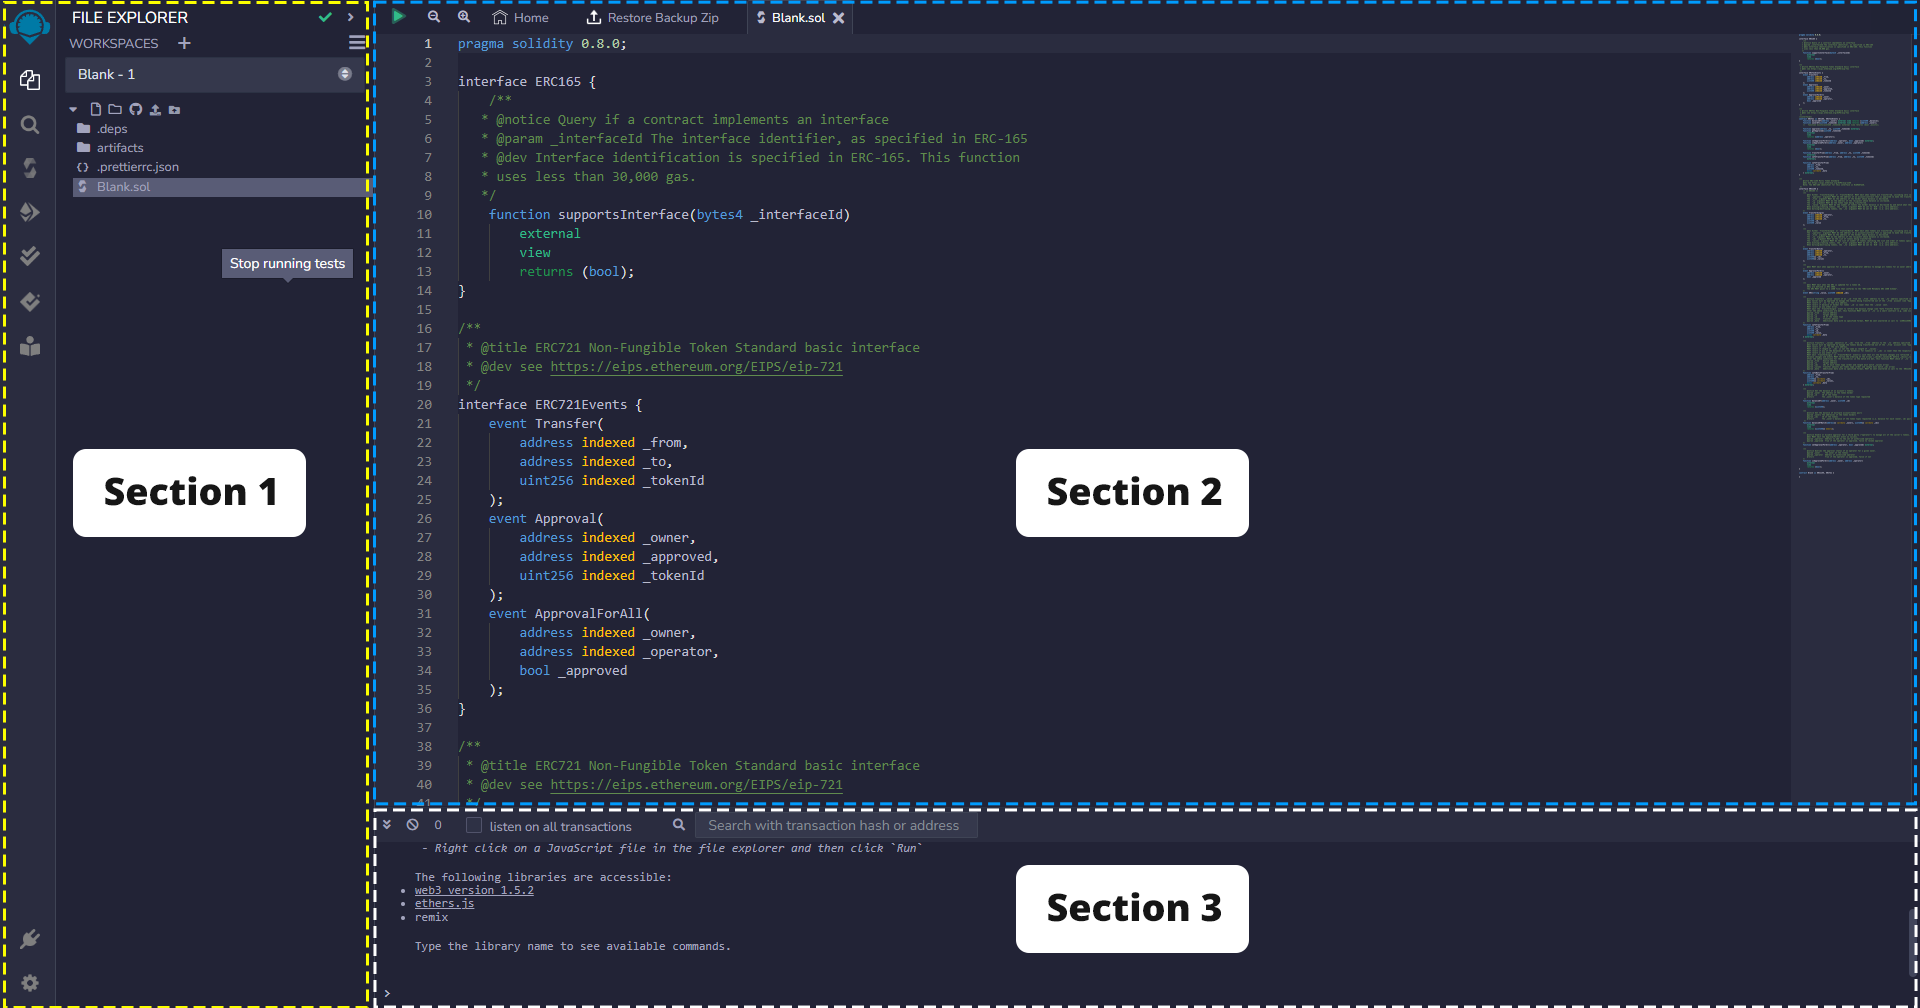 FILE EXPLORER
WORKSPACES
Blank - 1
.deps
artifacts
.prettierrc.json
Blank.sol
Stop running tests
Section 1
Home
Restore Backup Zip
Blank.sol
1 pragma solidity 0.8.0;
2
3 interface ERC165 {
4 /**
5 * @notice Query if a contract implements an interface
6 * @param _interfaceId The interface identifier, as specified in ERC-165
7 * @dev Interface identification is specified in ERC-165. This function
8 * uses less than 30,000 gas.
9 */
10 function supportsInterface(bytes4 _interfaceId)
11 external
12 view
13 returns (bool);
14 }
15
16 /**
17 * @title ERC721 Non-Fungible Token Standard basic interface
18 * @dev see https://eips.ethereum.org/EIPS/eip-721
19 */
20 interface ERC721Events {
21 event Transfer(
22 address indexed _from,
23 address indexed _to,
24 uint256 indexed _tokenId
25 );
26 event Approval(
27 address indexed _owner,
28 address indexed _approved,
29 uint256 indexed _tokenId
30 );
31 event ApprovalForAll(
32 address indexed _owner,
33 address indexed _operator,
34 bool _approved
35 );
36 }
37
38 /**
39 * @title ERC721 Non-Fungible Token Standard basic interface
40 * @dev see https://eips.ethereum.org/EIPS/eip-721
41 */
Section 2
0 listen on all transactions Search with transaction hash or address
- Right click on a JavaScript file in the file explorer and then click `Run`
The following libraries are accessible:
• web3 version 1.5.2
• ethers.js
• remix
Type the library name to see available commands.
>
Section 3